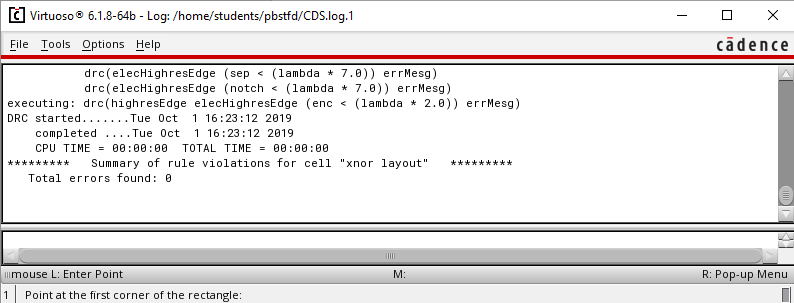 Virtuoso® 6.1.8-64b - Log: /home/students/pbstfd/CDS.log.1
File Tools Options Help cādence
drc(elecHighresEdge (sep < (lambda * 7.0)) errMesg)
drc(elecHighresEdge (notch < (lambda * 7.0)) errMesg)
executing: drc(highresEdge elecHighresEdge (enc < (lambda * 2.0)) errMesg)
DRC started.......Tue Oct  1 16:23:12 2019
completed ....Tue Oct  1 16:23:12 2019
CPU TIME = 00:00:00  TOTAL TIME = 00:00:00
*********   Summary of rule violations for cell "xnor layout"   *********
Total errors found: 0
mouse L: Enter Point M: R: Pop-up Menu
1 Point at the first corner of the rectangle: